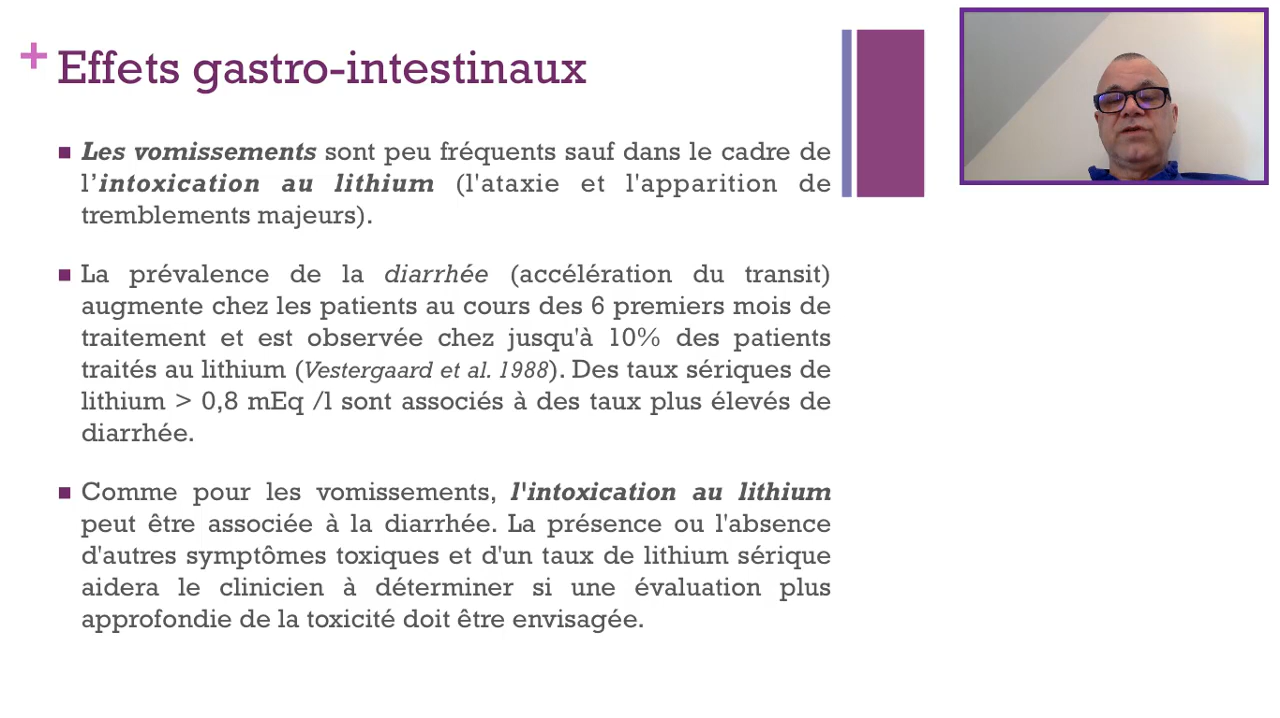 + Effets gastro-intestinaux
Les vomissements sont peu fréquents sauf dans le cadre de
l’intoxication au lithium (l'ataxie et l'apparition de
tremblements majeurs).
La prévalence de la diarrhée (accélération du transit)
augmente chez les patients au cours des 6 premiers mois de
traitement et est observée chez jusqu'à 10% des patients
traités au lithium (Vestergaard et al. 1988). Des taux sériques de
lithium > 0,8 mEq /l sont associés à des taux plus élevés de
diarrhée.
Comme pour les vomissements, l'intoxication au lithium
peut être associée à la diarrhée. La présence ou l'absence
d'autres symptômes toxiques et d'un taux de lithium sérique
aidera le clinicien à déterminer si une évaluation plus
approfondie de la toxicité doit être envisagée.